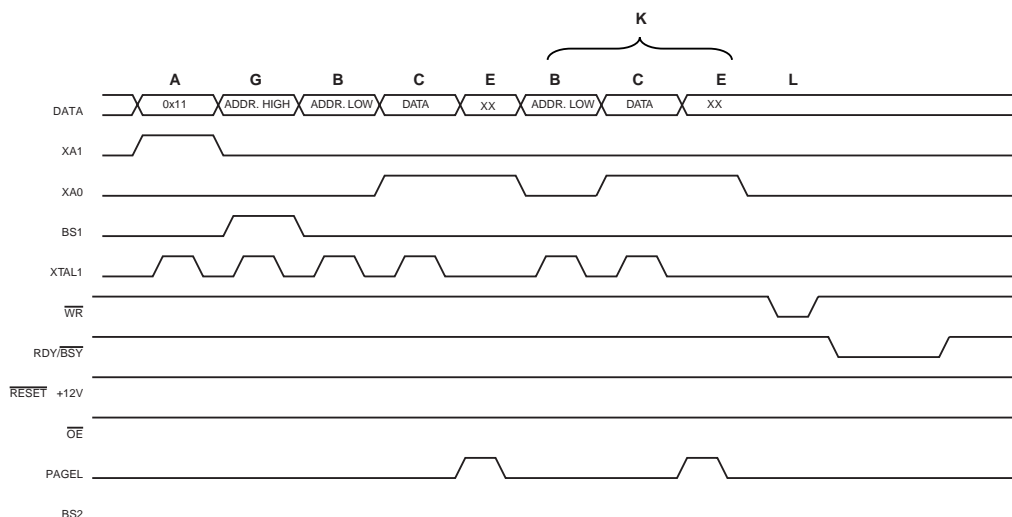 K
A G B C E B C E L
DATA 0x11 ADDR. HIGH ADDR. LOW DATA XX ADDR. LOW DATA XX
XA1
XA0
BS1
XTAL1
WR
RDY/BSY
RESET +12V
OE
PAGEL
BS2